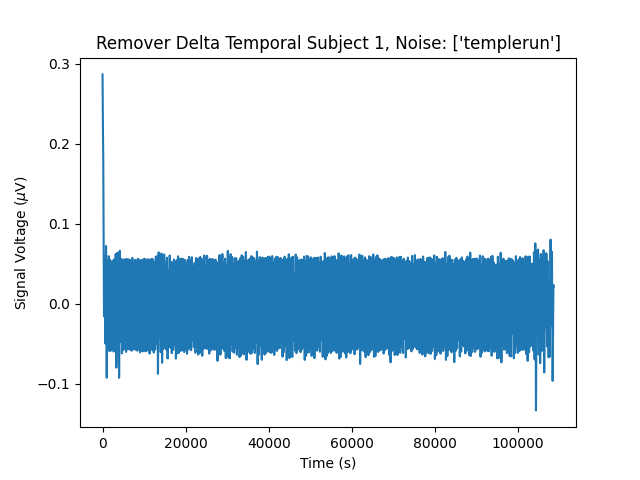 Remover Delta Temporal Subject 1, Noise: ['templerun']
Signal Voltage (μV)
0.3
0.2
0.1
0.0
−0.1
0 20000 40000 60000 80000 100000
Time (s)